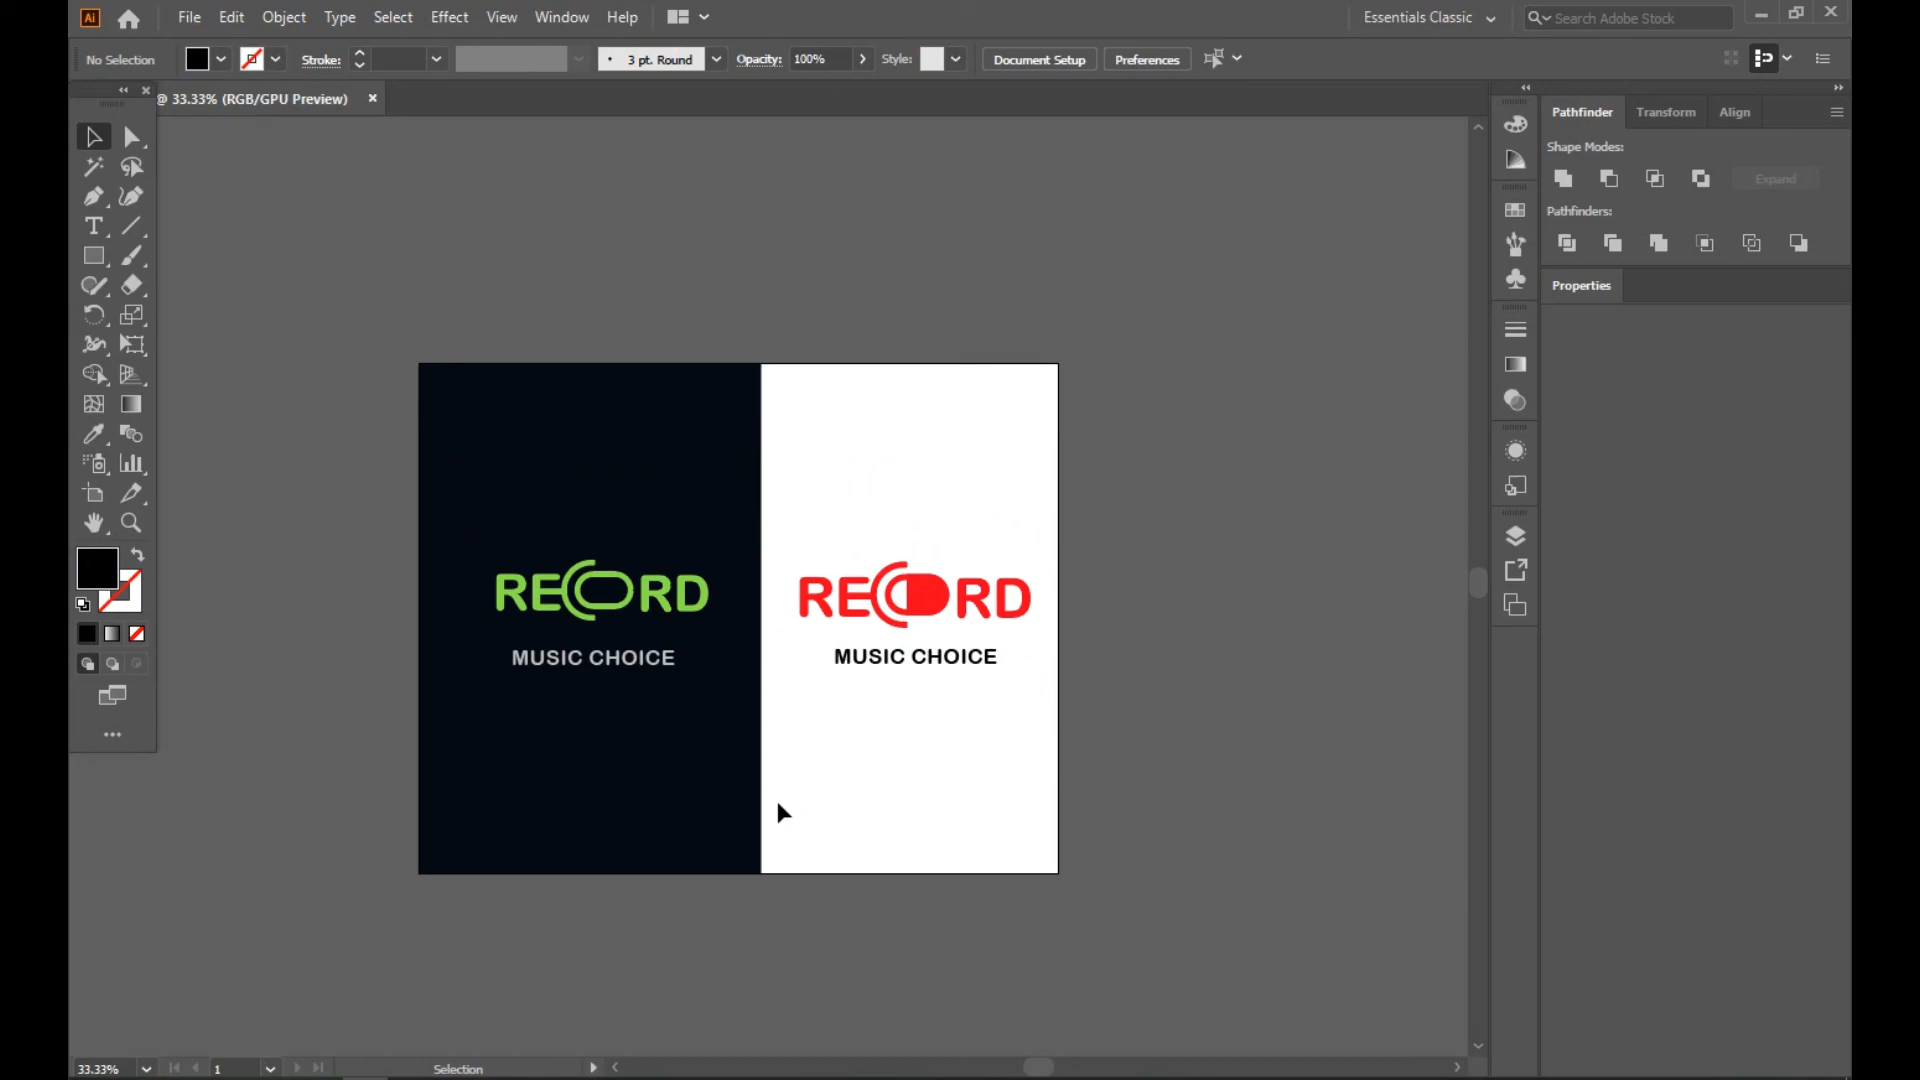 Ai File Edit Object Type Select Effect View Window Help Essentials Classic Search Adobe Stock
No Selection Stroke: 3 pt. Round Opacity: 100% Style: Document Setup Preferences
@ 33.33% (RGB/GPU Preview)
Pathfinder Transform Align
Shape Modes:
Expand
Pathfinders:
Properties
RECORD
MUSIC CHOICE
RECORD
MUSIC CHOICE
33.33% 1 Selection